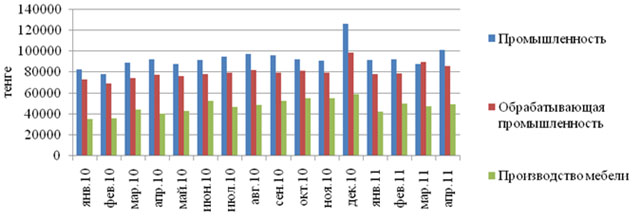 140000
120000
100000
80000
60000
40000
20000
0
тенге
янв.10
фев.10
мар.10
апр.10
май.10
июн.10
июл.10
авг.10
сен.10
окт.10
ноя.10
дек.10
янв.11
фев.11
мар.11
апр.11
Промышленность
Обрабатывающая
промышленность
Производство мебели